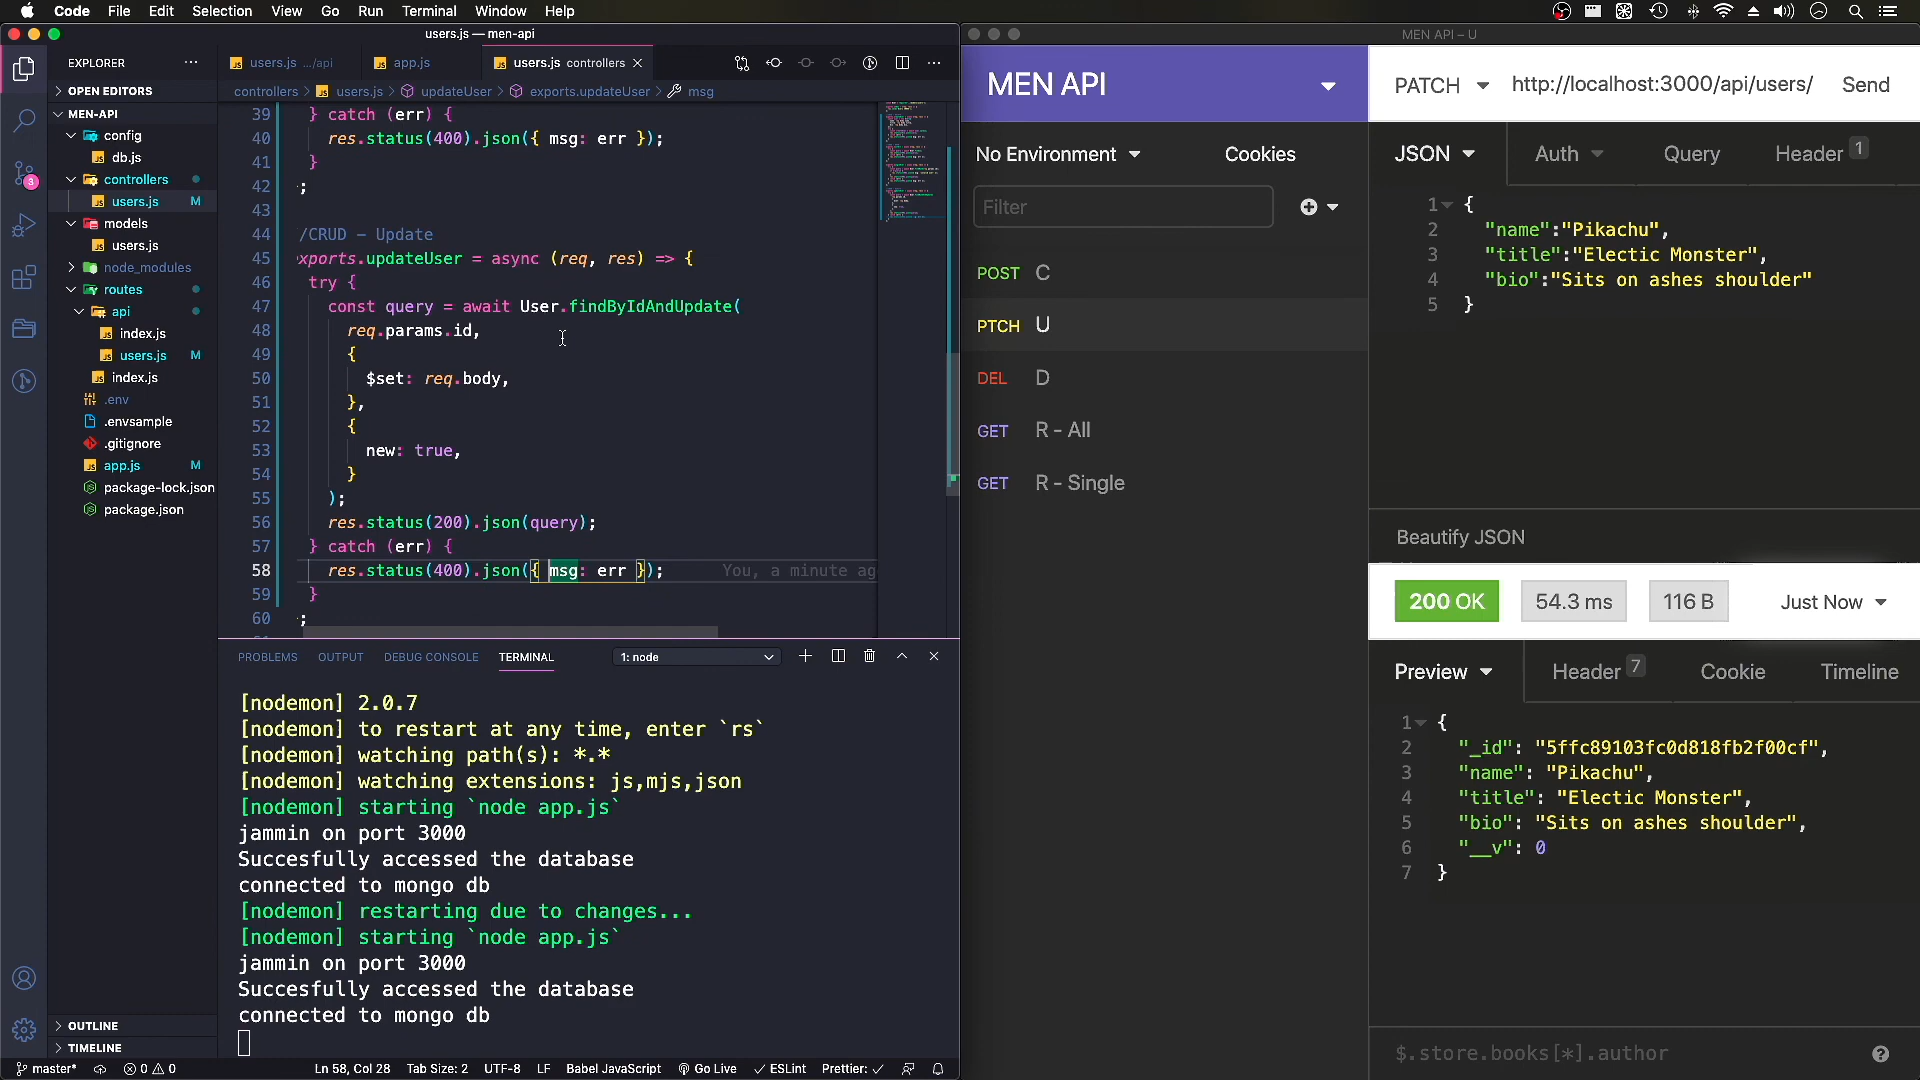 Code File Edit Selection View Go Run Terminal Window Help
users.js — men-api
EXPLORER
OPEN EDITORS
MEN-API
config
db.js
controllers
users.js M
models
users.js
node_modules
routes
api
index.js
users.js M
index.js
.env
.envsample
.gitignore
app.js M
package-lock.json
package.json
OUTLINE
TIMELINE
3
users.js .../api
app.js
users.js controllers
controllers > users.js > updateUser > exports.updateUser > msg
39 } catch (err) {
40 res.status(400).json({ msg: err });
41 }
42 ;
43
44 /CRUD - Update
45 xports.updateUser = async (req, res) => {
46 try {
47 const query = await User.findByIdAndUpdate(
48 req.params.id,
49 {
50 $set: req.body,
51 },
52 {
53 new: true,
54 }
55 );
56 res.status(200).json(query);
57 } catch (err) {
58 res.status(400).json({ msg: err }); You, a minute ag
59 }
60 ;
PROBLEMS OUTPUT DEBUG CONSOLE TERMINAL 1: node
[nodemon] 2.0.7
[nodemon] to restart at any time, enter `rs`
[nodemon] watching path(s): *.*
[nodemon] watching extensions: js,mjs,json
[nodemon] starting `node app.js`
jammin on port 3000
Succesfully accessed the database
connected to mongo db
[nodemon] restarting due to changes...
[nodemon] starting `node app.js`
jammin on port 3000
Succesfully accessed the database
connected to mongo db
master* 0 0 Ln 58, Col 28 Tab Size: 2 UTF-8 LF Babel JavaScript Go Live ESLint Prettier:
MEN API – U
MEN API
No Environment Cookies
Filter
POST C
PTCH U
DEL D
GET R - All
GET R - Single
PATCH http://localhost:3000/api/users/ Send
JSON Auth Query Header 1
1 {
2 "name":"Pikachu",
3 "title":"Electic Monster",
4 "bio":"Sits on ashes shoulder"
5 }
Beautify JSON
200 OK 54.3 ms 116 B Just Now
Preview Header 7 Cookie Timeline
1 {
2 "_id": "5ffc89103fc0d818fb2f00cf",
3 "name": "Pikachu",
4 "title": "Electic Monster",
5 "bio": "Sits on ashes shoulder",
6 "__v": 0
7 }
$.store.books[*].author